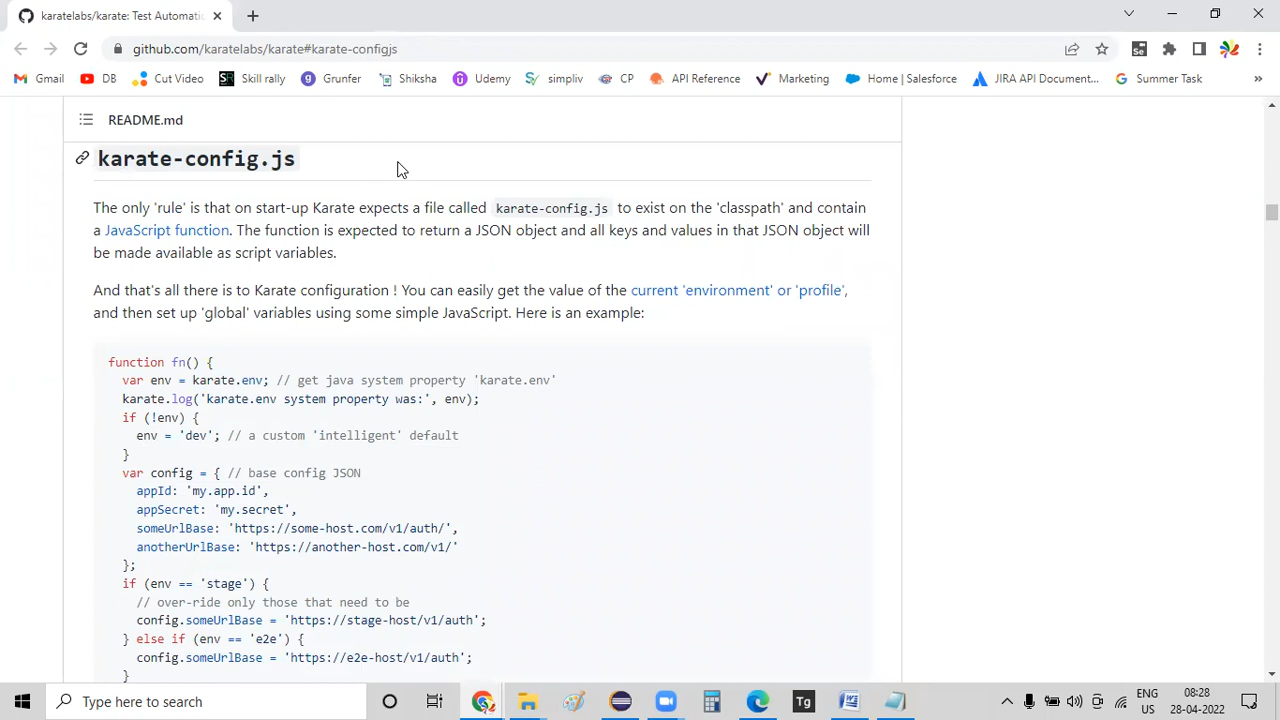 karatelabs/karate: Test Automatic
github.com/karatelabs/karate#karate-configjs
Gmail DB Cut Video Skill rally Grunfer Shiksha Udemy simpliv CP API Reference Marketing Home | Salesforce JIRA API Document... Summer Task »
README.md
karate-config.js
The only 'rule' is that on start-up Karate expects a file called karate-config.js to exist on the 'classpath' and contain
a JavaScript function. The function is expected to return a JSON object and all keys and values in that JSON object will
be made available as script variables.
And that's all there is to Karate configuration ! You can easily get the value of the current 'environment' or 'profile',
and then set up 'global' variables using some simple JavaScript. Here is an example:
function fn() {
var env = karate.env; // get java system property 'karate.env'
karate.log('karate.env system property was:', env);
if (!env) {
env = 'dev'; // a custom 'intelligent' default
}
var config = { // base config JSON
appId: 'my.app.id',
appSecret: 'my.secret',
someUrlBase: 'https://some-host.com/v1/auth/',
anotherUrlBase: 'https://another-host.com/v1/'
};
if (env == 'stage') {
// over-ride only those that need to be
config.someUrlBase = 'https://stage-host/v1/auth';
} else if (env == 'e2e') {
config.someUrlBase = 'https://e2e-host/v1/auth';
}
Type here to search
Tg
ENG
US
08:28
28-04-2022